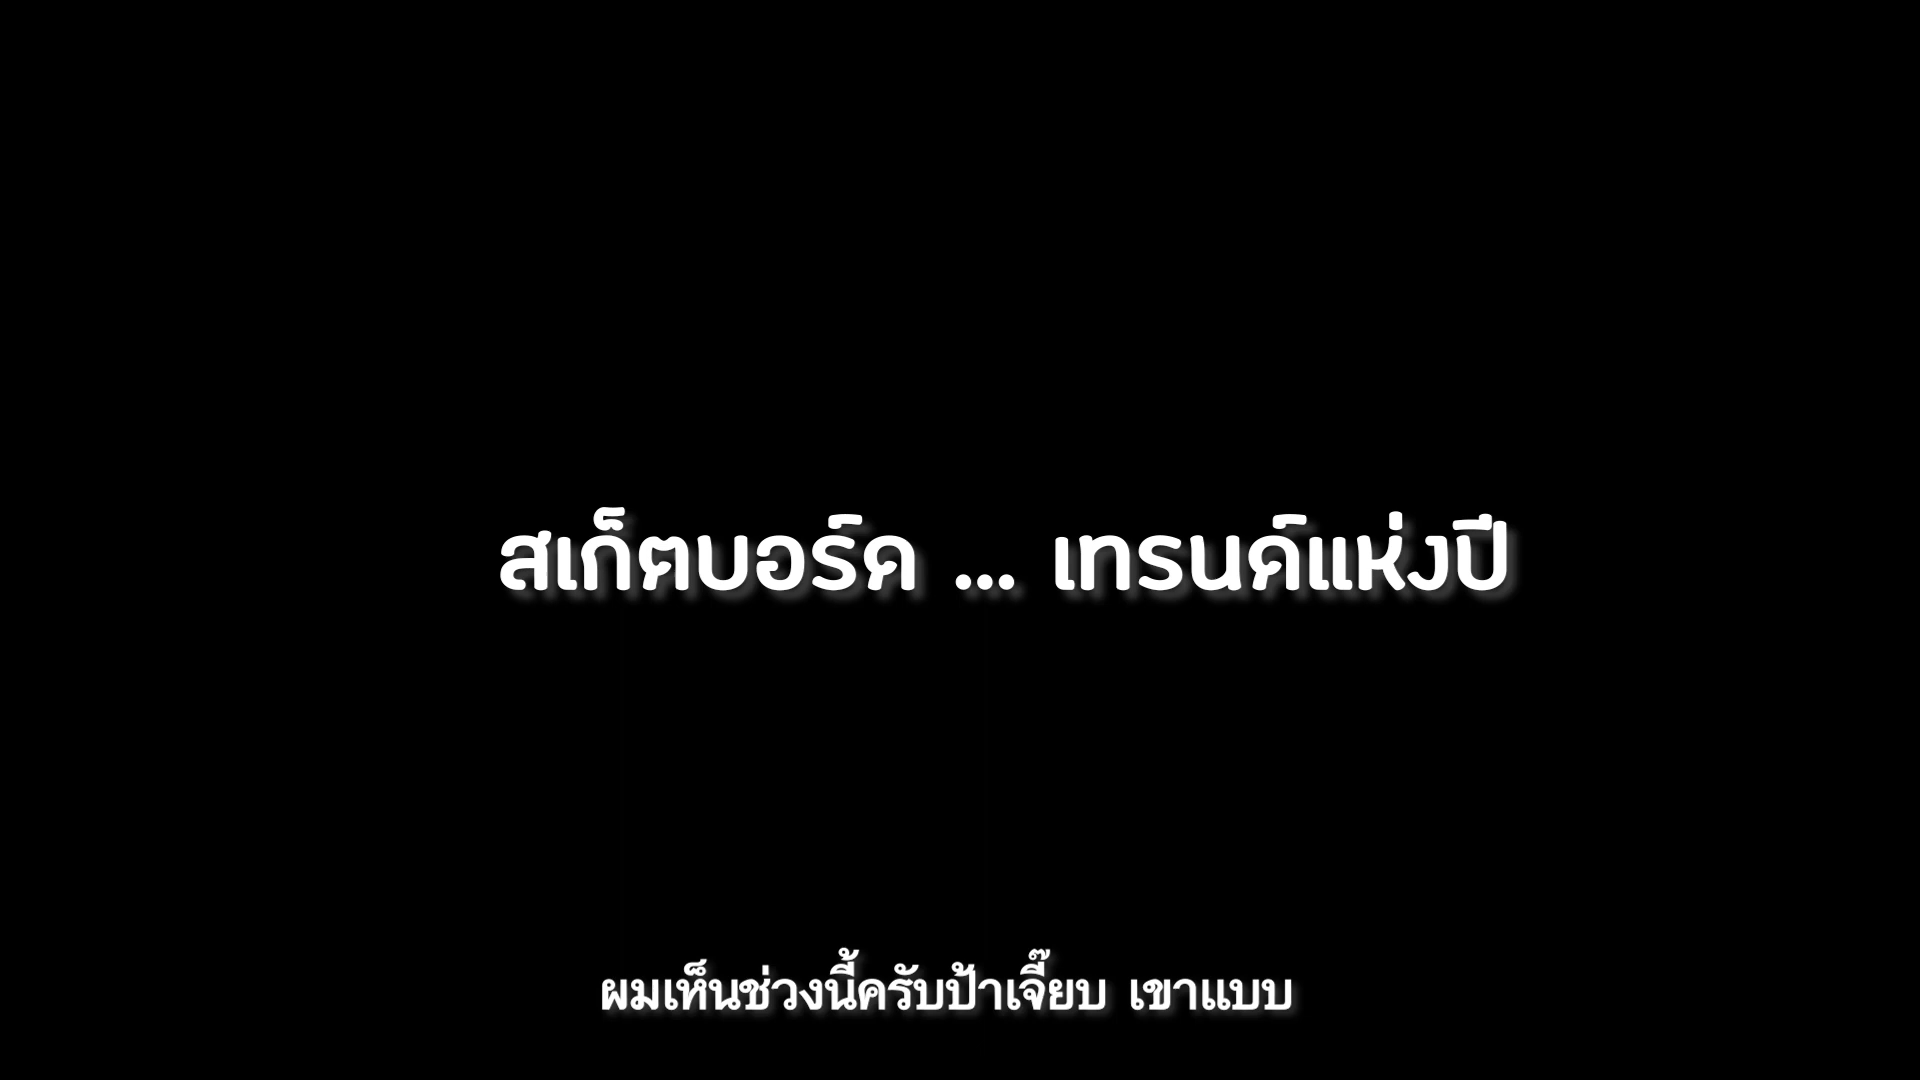 สเก็ตบอร์ด ... เทรนด์แห่งปี
ผมเห็นช่วงนี้ครับป้าเจี๊ยบ เขาแบบ